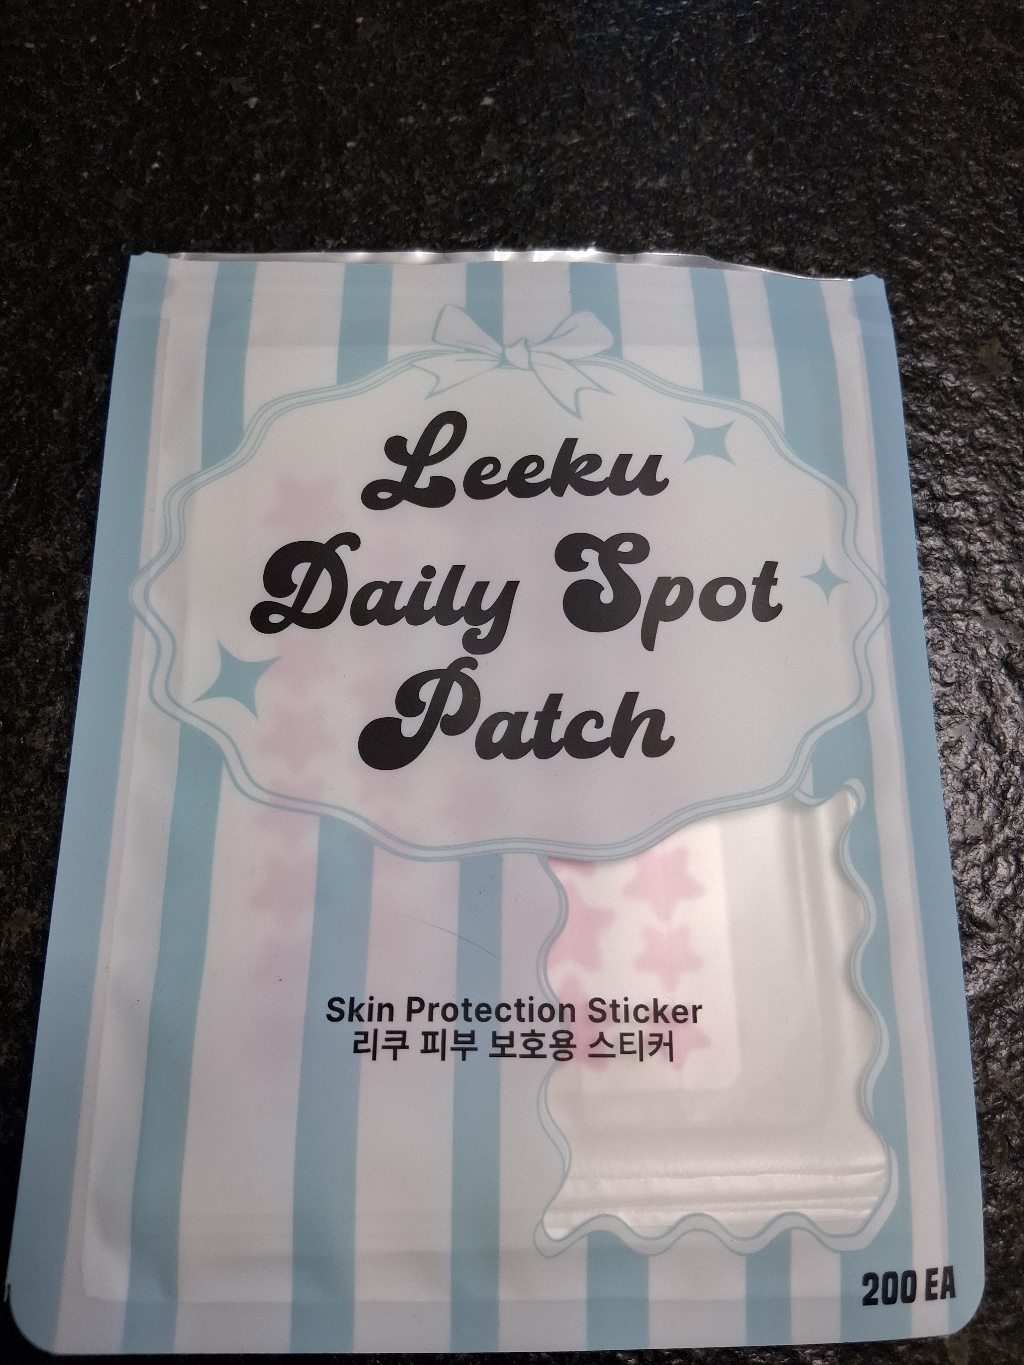 Leeku
Daily Spot
Patch
Skin Protection Sticker
리쿠 피부 보호용 스티커
200 EA